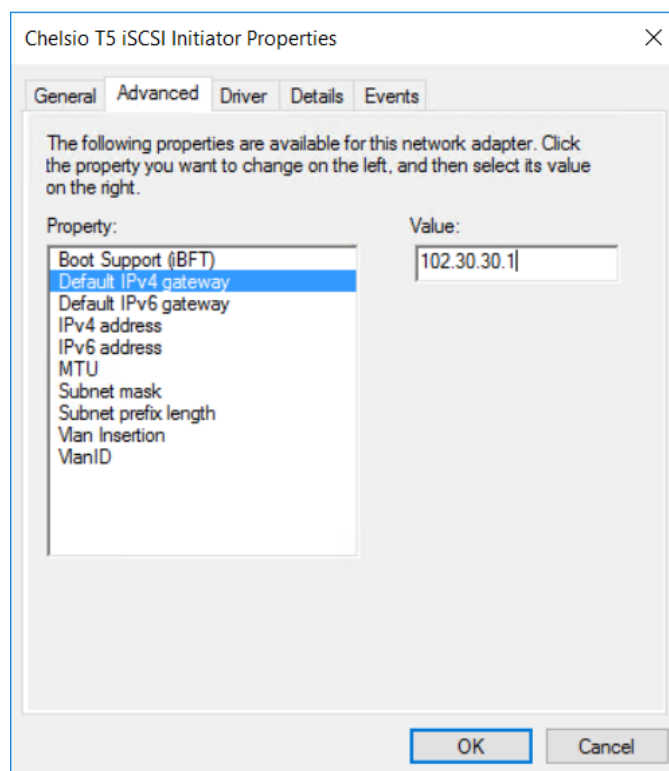 Chelsio T5 iSCSI Initiator Properties
General Advanced Driver Details Events
The following properties are available for this network adapter. Click
the property you want to change on the left, and then select its value
on the right.
Property: Value:
Boot Support (iBFT) 102.30.30.1
Default IPv4 gateway
Default IPv6 gateway
IPv4 address
IPv6 address
MTU
Subnet mask
Subnet prefix length
Vlan Insertion
VlanID
OK Cancel